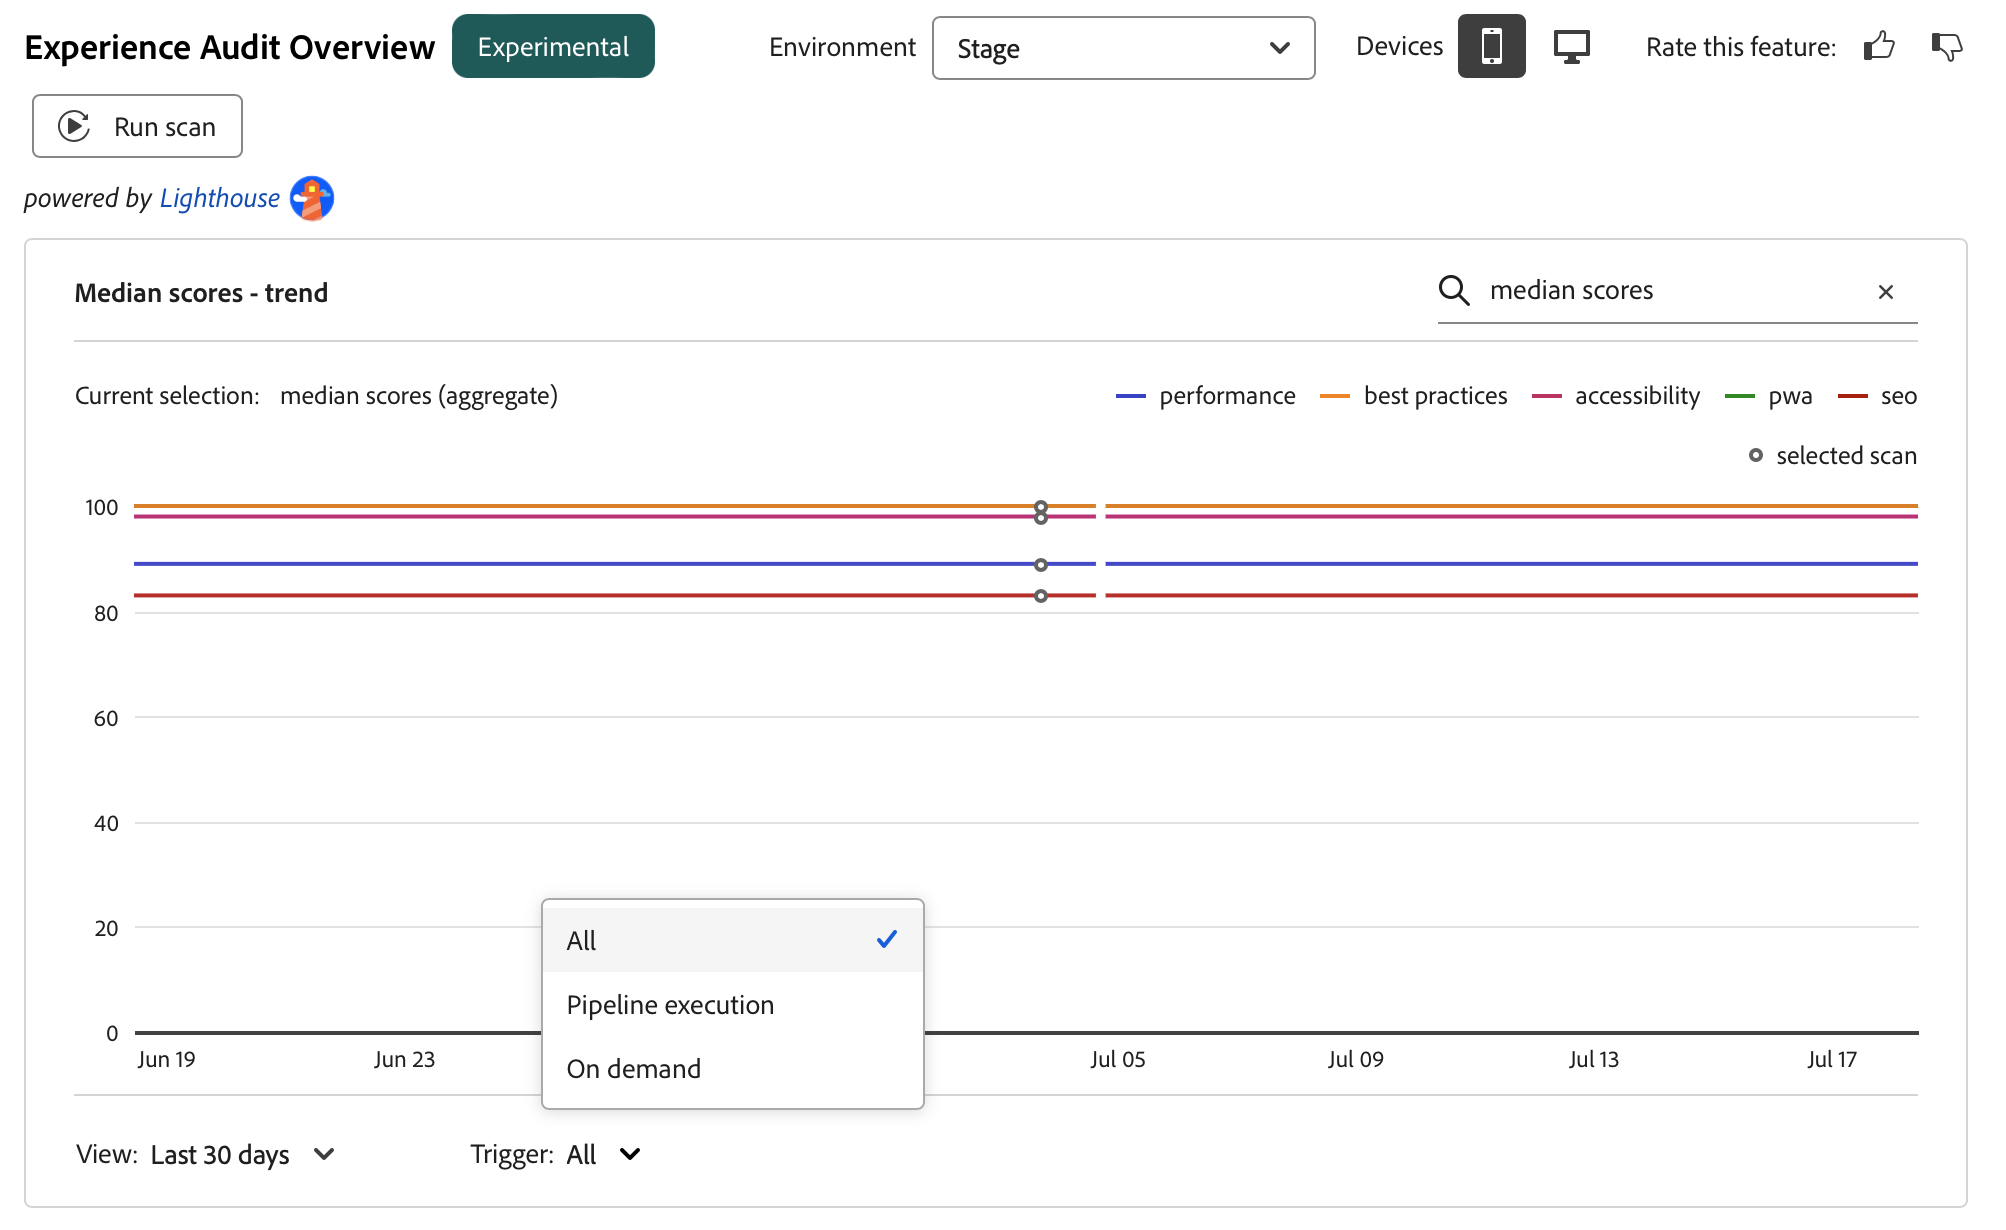 Experience Audit Overview Experimental Environment Stage Devices Rate this feature:
Run scan
powered by Lighthouse
Median scores - trend median scores
Current selection: median scores (aggregate) performance best practices accessibility pwa seo
selected scan
100
80
60
40
20
0
All
Pipeline execution
On demand
Jun 19 Jun 23 Jul 05 Jul 09 Jul 13 Jul 17
View: Last 30 days Trigger: All